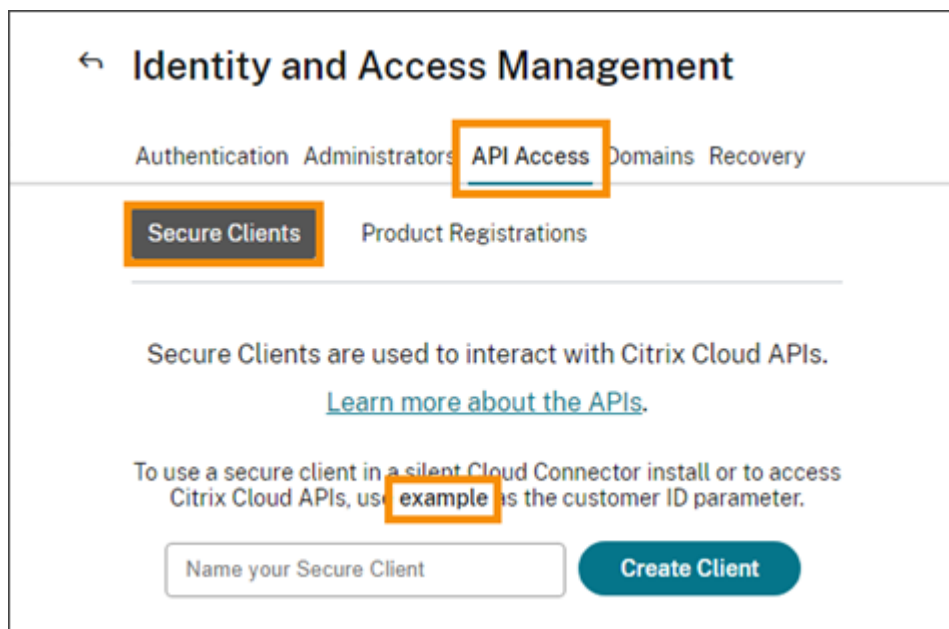 Identity and Access Management
Authentication Administrators API Access Domains Recovery
Secure Clients Product Registrations
Secure Clients are used to interact with Citrix Cloud APIs.
Learn more about the APIs.
To use a secure client in a silent Cloud Connector install or to access
Citrix Cloud APIs, use example as the customer ID parameter.
Name your Secure Client Create Client